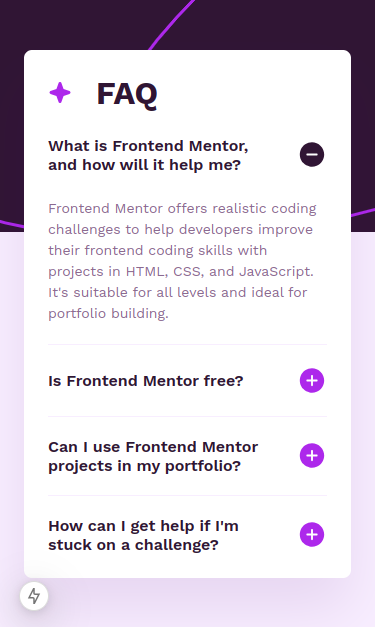 FAQ
What is Frontend Mentor,
and how will it help me?
Frontend Mentor offers realistic coding
challenges to help developers improve
their frontend coding skills with
projects in HTML, CSS, and JavaScript.
It's suitable for all levels and ideal for
portfolio building.
Is Frontend Mentor free?
Can I use Frontend Mentor
projects in my portfolio?
How can I get help if I'm
stuck on a challenge?